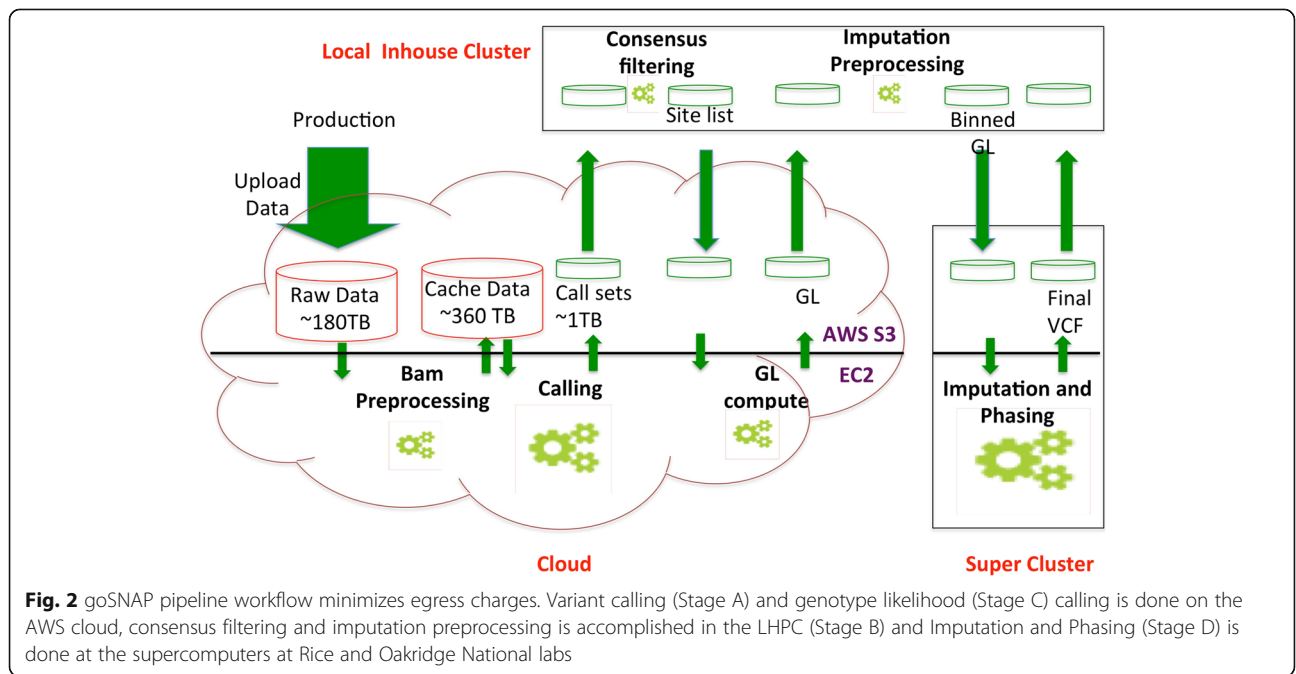 Local Inhouse Cluster
Consensus
filtering
Imputation
Preprocessing
Site list
Binned
GL
Production
Upload
Data
Raw Data
~180TB
Cache Data
~360 TB
Call sets
~1TB
GL
AWS S3
EC2
Final
VCF
Bam
Preprocessing
Calling
GL
compute
Imputation and
Phasing
Cloud
Super Cluster
Fig. 2 goSNAP pipeline workflow minimizes egress charges. Variant calling (Stage A) and genotype likelihood (Stage C) calling is done on the
AWS cloud, consensus filtering and imputation preprocessing is accomplished in the LHPC (Stage B) and Imputation and Phasing (Stage D) is
done at the supercomputers at Rice and Oakridge National labs